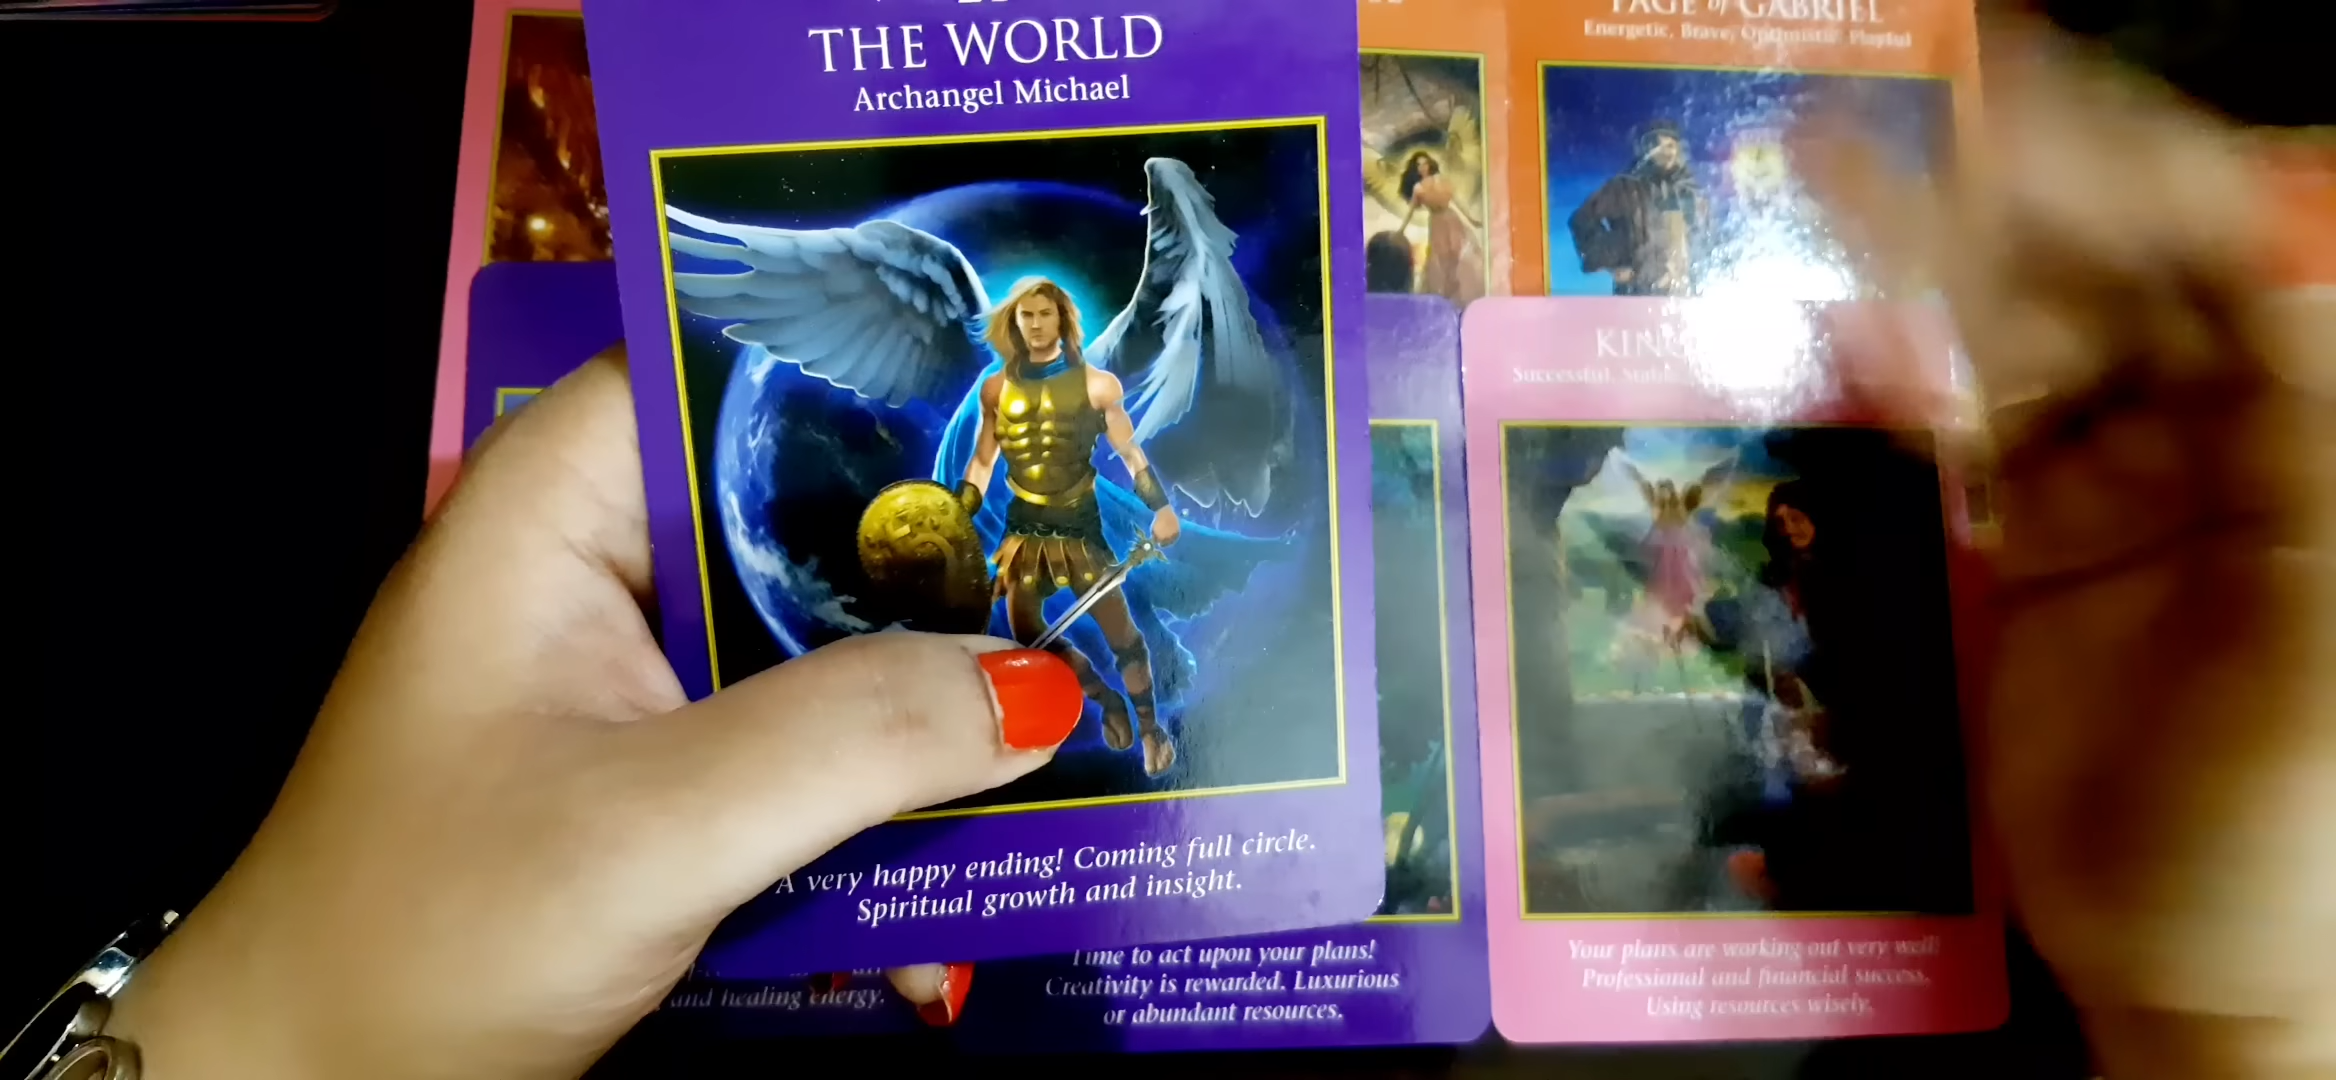 THE WORLD
Archangel Michael
PAGE of GABRIEL
Energetic, Brave, Optimistic, Playful
KING
Successful,
A very happy ending! Coming full circle.
Spiritual growth and insight.
and healing energy.
Time to act upon your plans!
Creativity is rewarded. Luxurious
or abundant resources.
Your plans are working out very well!
Professional and financial success.
Using resources wisely.